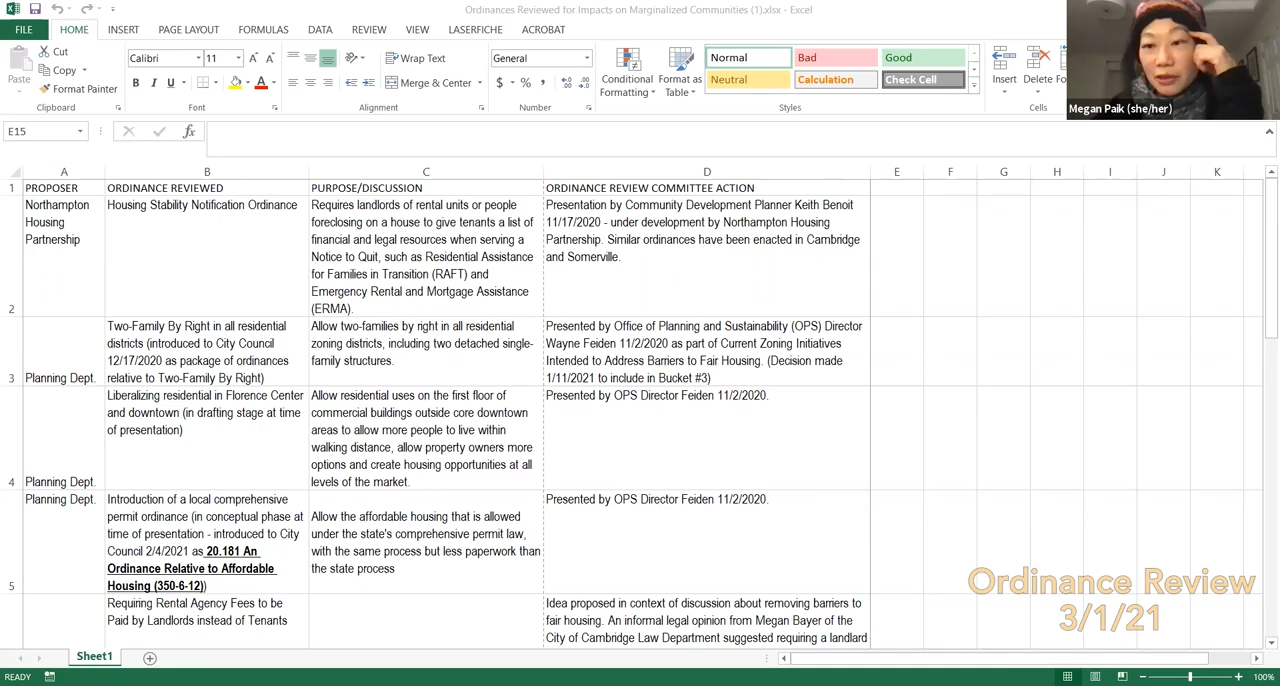 Ordinances Reviewed for Impacts on Marginalized Communities (1).xlsx - Excel
FILE HOME INSERT PAGE LAYOUT FORMULAS DATA REVIEW VIEW LASERFICHE ACROBAT
Paste
Cut
Copy
Format Painter
Clipboard
Calibri 11
B I U
Font
Wrap Text
Merge & Center
Alignment
General
$ % ,
Number
Conditional Formatting
Format as Table
Normal Bad Good
Neutral Calculation Check Cell
Styles
Insert Delete Fo
Cells
Megan Paik (she/her)
E15
fx
A B C D E F G H I J K
1 PROPOSER ORDINANCE REVIEWED PURPOSE/DISCUSSION ORDINANCE REVIEW COMMITTEE ACTION
2
Northampton
Housing
Partnership
Housing Stability Notification Ordinance
Requires landlords of rental units or people
foreclosing on a house to give tenants a list of
financial and legal resources when serving a
Notice to Quit, such as Residential Assistance
for Families in Transition (RAFT) and
Emergency Rental and Mortgage Assistance
(ERMA).
Presentation by Community Development Planner Keith Benoit
11/17/2020 - under development by Northampton Housing
Partnership. Similar ordinances have been enacted in Cambridge
and Somerville.
3
Planning Dept.
Two-Family By Right in all residential
districts (introduced to City Council
12/17/2020 as package of ordinances
relative to Two-Family By Right)
Allow two-families by right in all residential
zoning districts, including two detached single-
family structures.
Presented by Office of Planning and Sustainability (OPS) Director
Wayne Feiden 11/2/2020 as part of Current Zoning Initiatives
Intended to Address Barriers to Fair Housing. (Decision made
1/11/2021 to include in Bucket #3)
4
Planning Dept.
Liberalizing residential in Florence Center
and downtown (in drafting stage at time
of presentation)
Allow residential uses on the first floor of
commercial buildings outside core downtown
areas to allow more people to live within
walking distance, allow property owners more
options and create housing opportunities at all
levels of the market.
Presented by OPS Director Feiden 11/2/2020.
5
Planning Dept.
Introduction of a local comprehensive
permit ordinance (in conceptual phase at
time of presentation - introduced to City
Council 2/4/2021 as 20.181 An
Ordinance Relative to Affordable
Housing (350-6-12))
Allow the affordable housing that is allowed
under the state's comprehensive permit law,
with the same process but less paperwork than
the state process
Presented by OPS Director Feiden 11/2/2020.
Requiring Rental Agency Fees to be
Paid by Landlords instead of Tenants
Idea proposed in context of discussion about removing barriers to
fair housing. An informal legal opinion from Megan Bayer of the
City of Cambridge Law Department suggested requiring a landlard
Ordinance Review
3/1/21
Sheet1
READY
100%